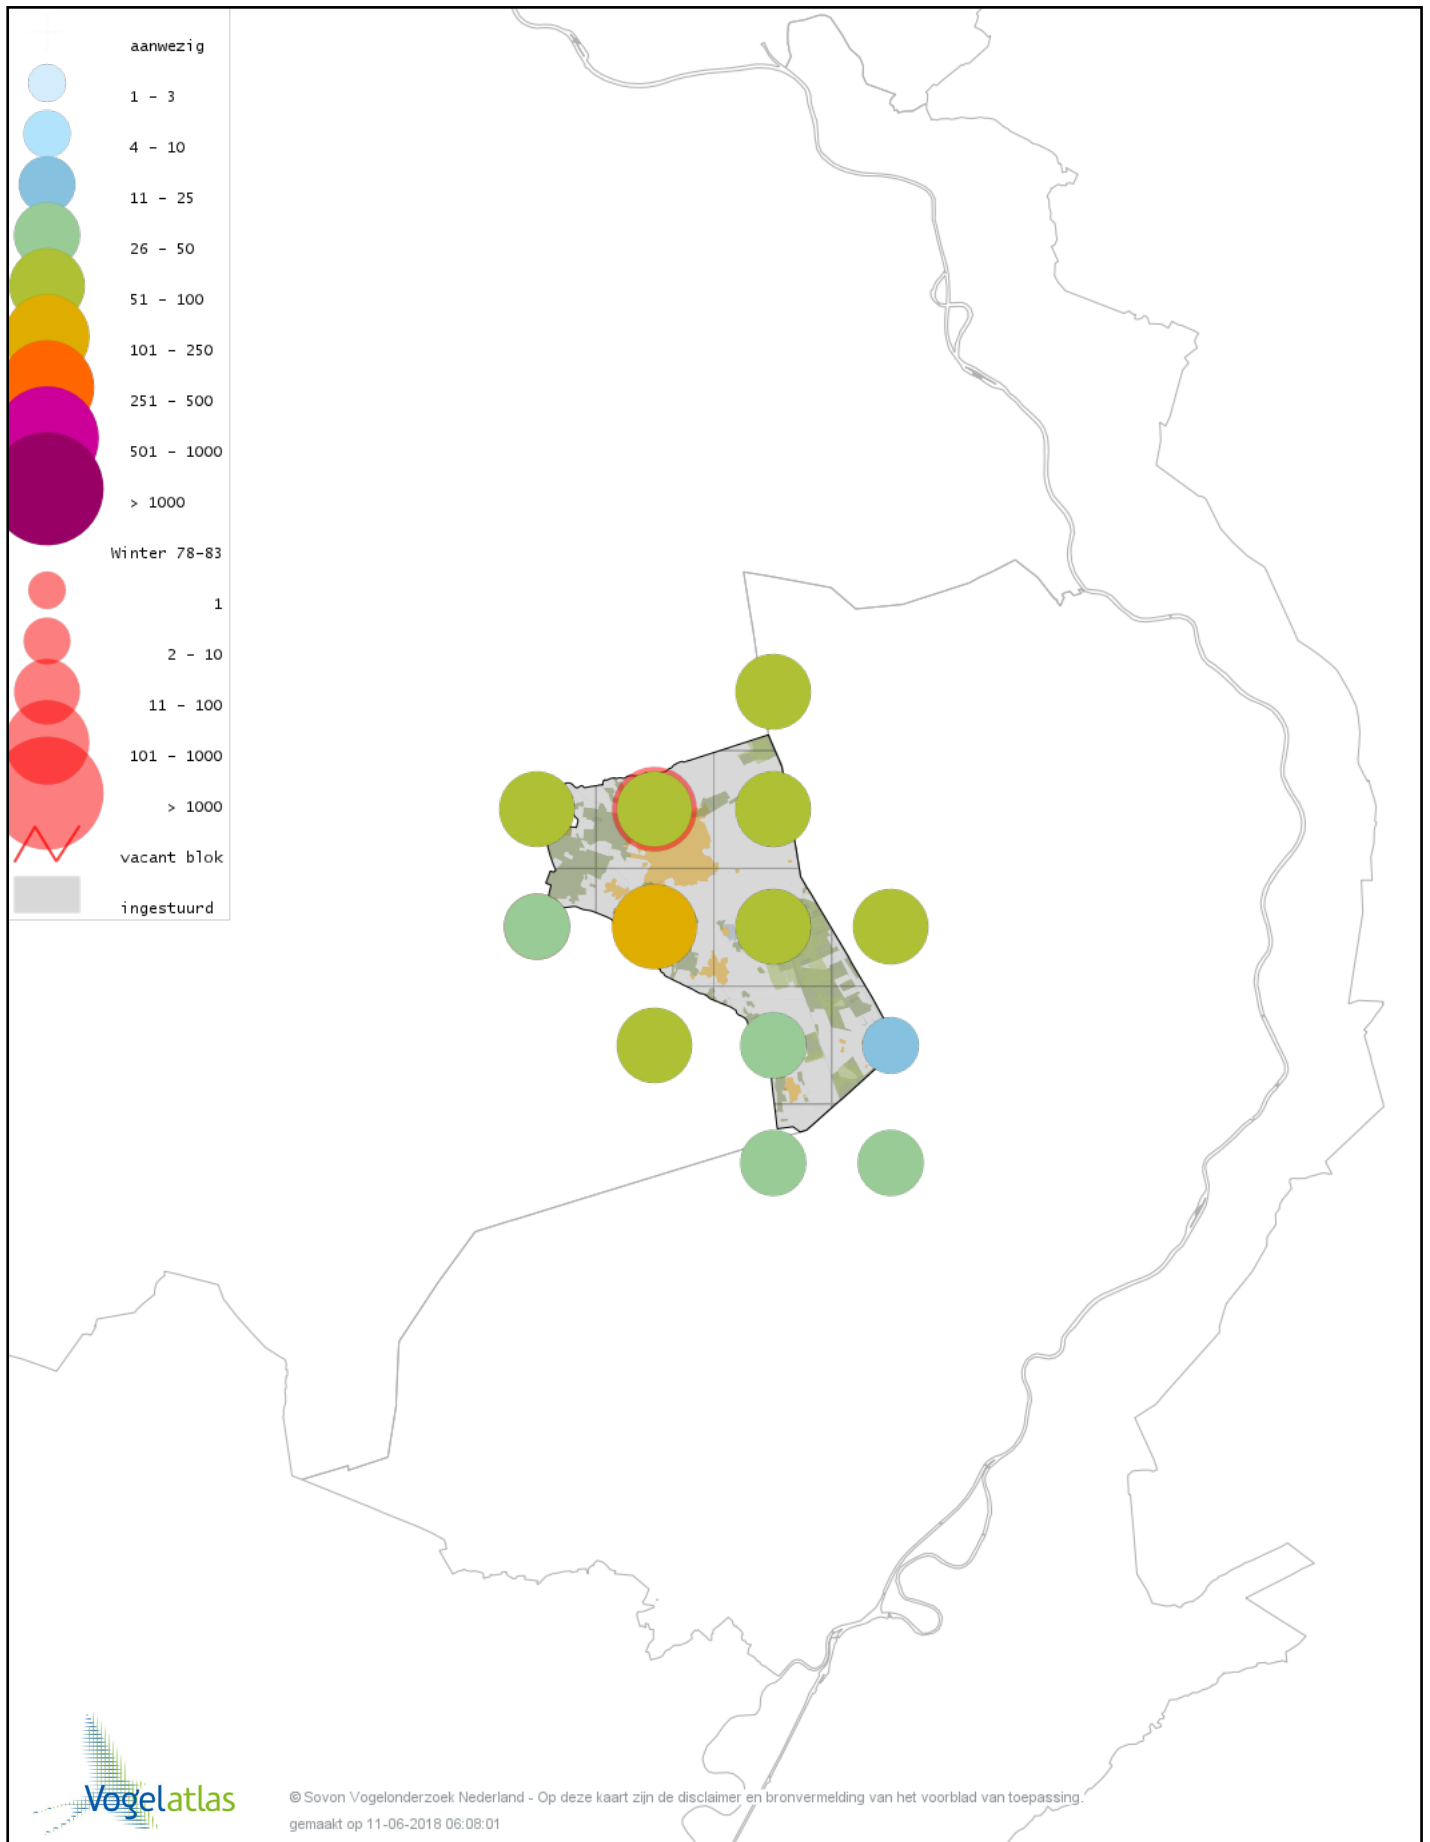 aanwezig
1 - 3
4 - 10
11 - 25
26 - 50
51 - 100
101 - 250
251 - 500
501 - 1000
> 1000
Winter 78-83
1
2 - 10
11 - 100
101 - 1000
> 1000
vacant blok
ingestuurd
Vogelatlas
© Sovon Vogelonderzoek Nederland - Op deze kaart zijn de disclaimer en bronvermelding van het voorblad van toepassing.
gemaakt op 11-06-2018 06:08:01